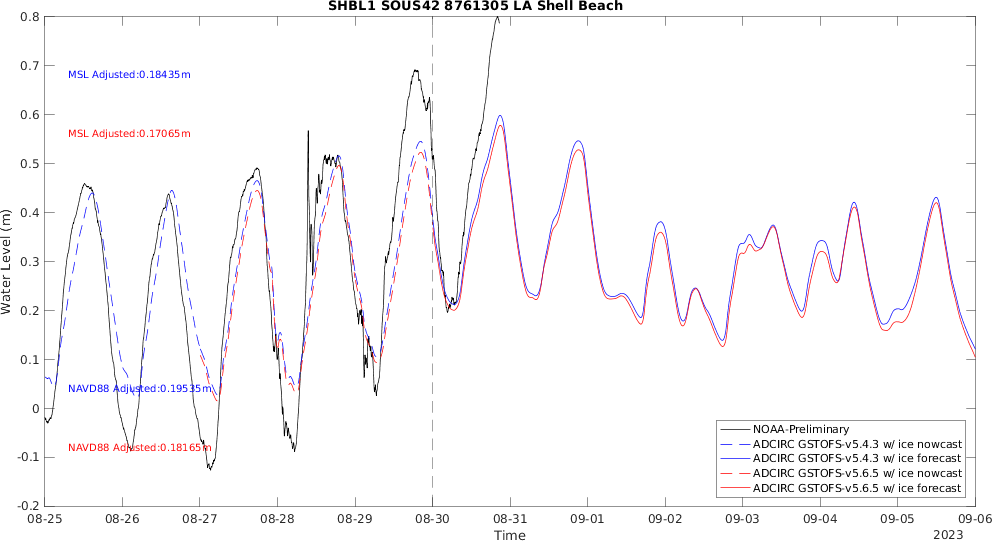 SHBL1 SOUS42 8761305 LA Shell Beach
0.8
0.7
MSL Adjusted:0.18435m
0.6
MSL Adjusted:0.17065m
0.5
0.4
0.3
Water Level (m)
0.2
0.1
NAVD88 Adjusted:0.19535m
0
NAVD88 Adjusted:0.18165m
-0.1
-0.2
NOAA-Preliminary
ADCIRC GSTOFS-v5.4.3 w/ ice nowcast
ADCIRC GSTOFS-v5.4.3 w/ ice forecast
ADCIRC GSTOFS-v5.6.5 w/ ice nowcast
ADCIRC GSTOFS-v5.6.5 w/ ice forecast
08-25 08-26 08-27 08-28 08-29 08-30 08-31 09-01 09-02 09-03 09-04 09-05 09-06
Time
2023